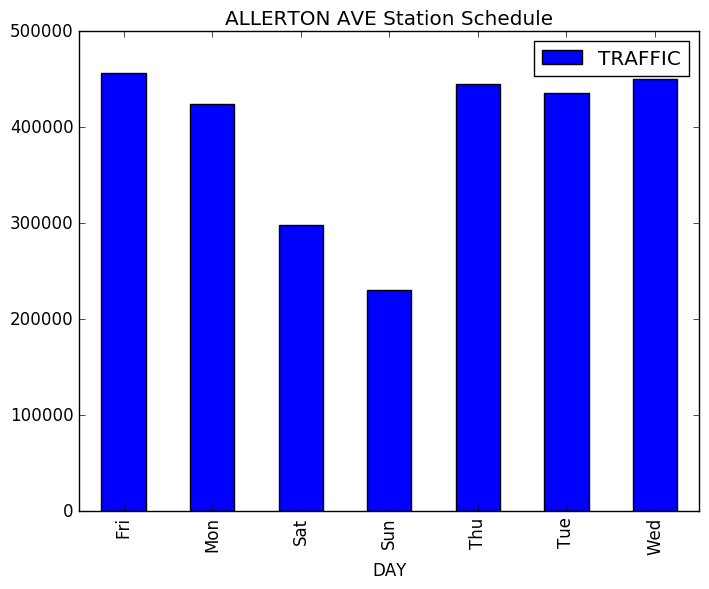 ALLERTON AVE Station Schedule
TRAFFIC
500000
400000
300000
200000
100000
0
Fri
Mon
Sat
Sun
Thu
Tue
Wed
DAY